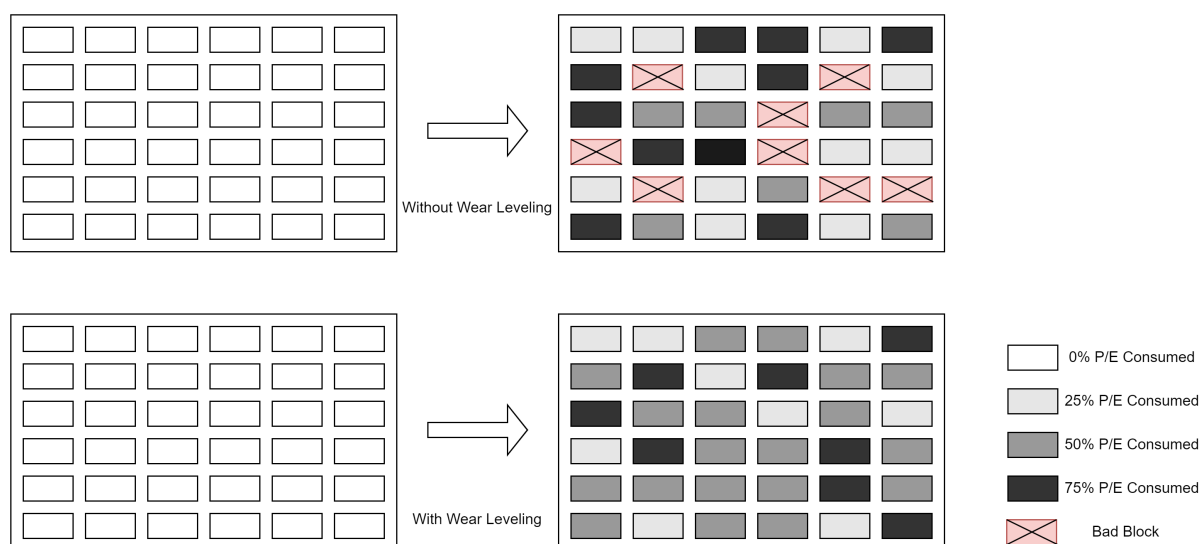 Without Wear Leveling
With Wear Leveling
0% P/E Consumed
25% P/E Consumed
50% P/E Consumed
75% P/E Consumed
Bad Block